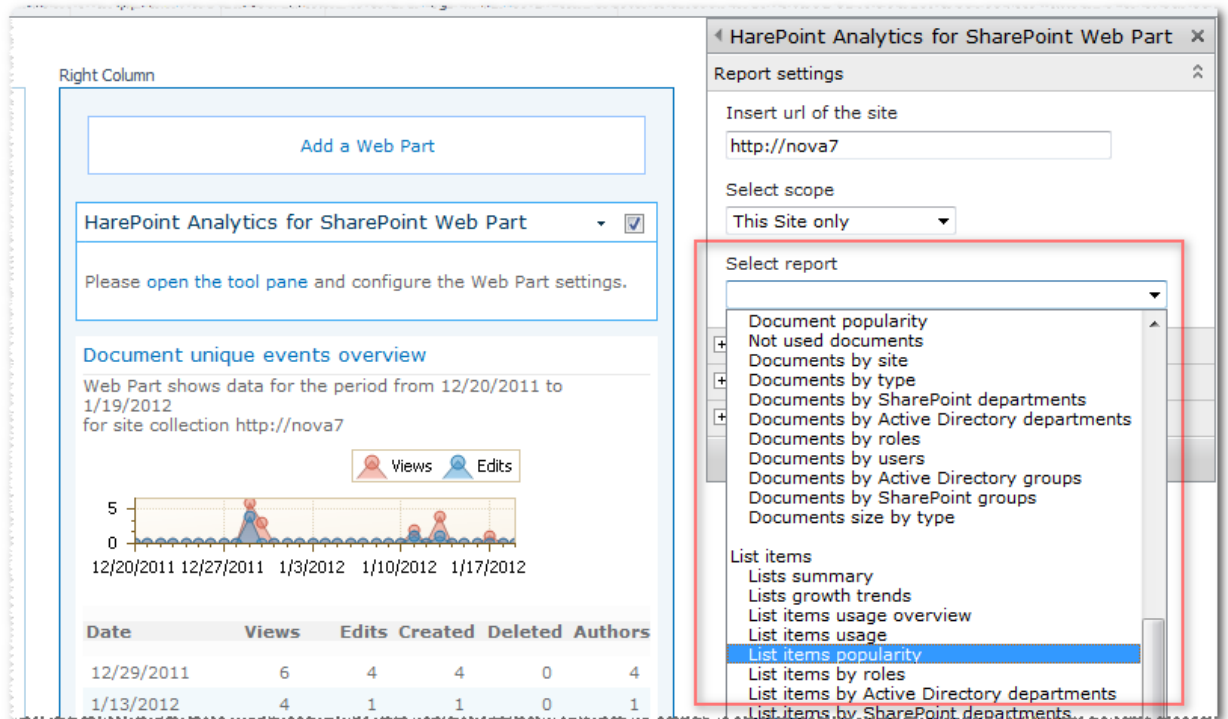 Right Column
Add a Web Part
HarePoint Analytics for SharePoint Web Part
Please open the tool pane and configure the Web Part settings.
Document unique events overview
Web Part shows data for the period from 12/20/2011 to
1/19/2012
for site collection http://nova7
Views Edits
5
0
12/20/2011 12/27/2011 1/3/2012 1/10/2012 1/17/2012
Date Views Edits Created Deleted Authors
12/29/2011 6 4 4 0 4
1/13/2012 4 1 1 0 1
HarePoint Analytics for SharePoint Web Part
Report settings
Insert url of the site
http://nova7
Select scope
This Site only
Select report
Document popularity
Not used documents
Documents by site
Documents by type
Documents by SharePoint departments
Documents by Active Directory departments
Documents by roles
Documents by users
Documents by Active Directory groups
Documents by SharePoint groups
Documents size by type
List items
Lists summary
Lists growth trends
List items usage overview
List items usage
List items popularity
List items by roles
List items by Active Directory departments
List items by SharePoint departments